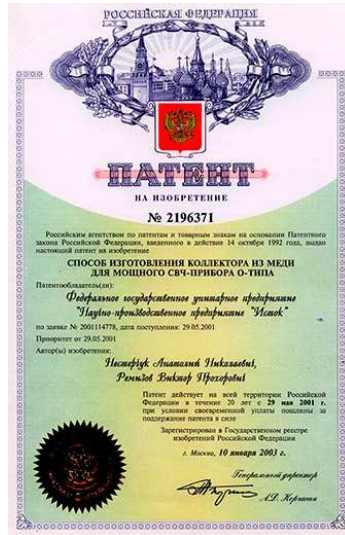 РОССИЙСКАЯ ФЕДЕРАЦИЯ
ПАТЕНТ
НА ИЗОБРЕТЕНИЕ
№ 2196371
Российским агентством по патентам и товарным знакам на основании Патентного
закона Российской Федерации, введенного в действие 14 октября 1992 года, выдан
настоящий патент на изобретение
СПОСОБ ИЗГОТОВЛЕНИЯ КОЛЛЕКТОРА ИЗ МЕДИ
ДЛЯ МОЩНОГО СВЧ-ПРИБОРА О-ТИПА
Патентообладатель(ли):
Федеральное государственное унитарное предприятие
"Научно-производственное предприятие "Исток"
по заявке № 2001114778, дата поступления: 29.05.2001
Приоритет от 29.05.2001
Автор(ы) изобретения:
Нестерчук Анатолий Николаевич,
Ремизов Виктор Прохорович
Патент действует на всей территории Российской
Федерации в течение 20 лет с 29 мая 2001 г.
при условии своевременной уплаты пошлины за
поддержание патента в силе
Зарегистрирован в Государственном реестре
изобретений Российской Федерации
г. Москва, 10 января 2003 г.
Генеральный директор
А.Д. Корчагин